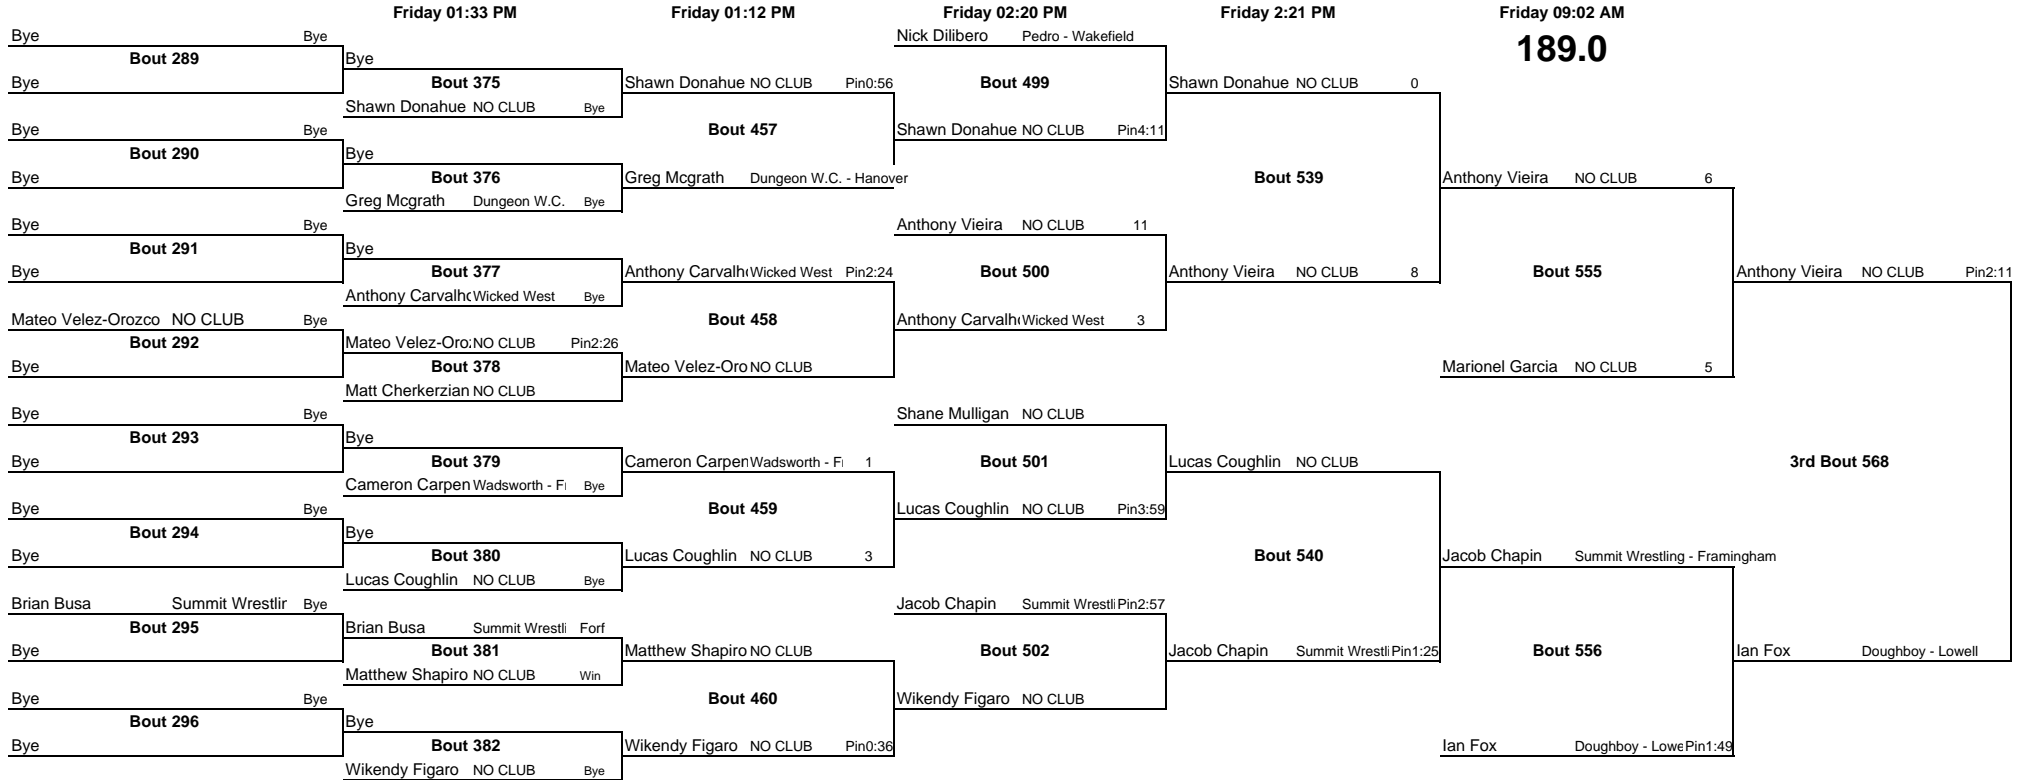 Friday 01:33 PM Friday 01:12 PM Friday 02:20 PM Friday 2:21 PM Friday 09:02 AM
Bye Bye Nick Dilibero Pedro - Wakefield 189.0
Bout 289 Bye
Bye Bout 375 Shawn Donahue NO CLUB Pin0:56 Bout 499 Shawn Donahue NO CLUB 0
Shawn Donahue NO CLUB Bye
Bye Bye Bout 457 Shawn Donahue NO CLUB Pin4:11
Bout 290 Bye
Bye Bout 376 Greg Mcgrath Dungeon W.C. - Hanover Bout 539 Anthony Vieira NO CLUB 6
Greg Mcgrath Dungeon W.C. Bye
Bye Bye Anthony Vieira NO CLUB 11
Bout 291 Bye
Bye Bout 377 Anthony Carvalh Wicked West Pin2:24 Bout 500 Anthony Vieira NO CLUB 8 Bout 555 Anthony Vieira NO CLUB Pin2:11
Anthony Carvalh Wicked West Bye
Mateo Velez-Orozco NO CLUB Bye Bout 458 Anthony Carvalh Wicked West 3
Bout 292 Mateo Velez-Oro NO CLUB Pin2:26
Bye Bout 378 Mateo Velez-Oro NO CLUB Marionel Garcia NO CLUB 5
Matt Cherkerzian NO CLUB
Bye Bye Shane Mulligan NO CLUB
Bout 293 Bye
Bye Bout 379 Cameron Carpen Wadsworth - F 1 Bout 501 Lucas Coughlin NO CLUB 3rd Bout 568
Cameron Carpen Wadsworth - F Bye
Bye Bye Bout 459 Lucas Coughlin NO CLUB Pin3:59
Bout 294 Bye
Bye Bout 380 Lucas Coughlin NO CLUB 3 Bout 540 Jacob Chapin Summit Wrestling - Framingham
Lucas Coughlin NO CLUB Bye
Brian Busa Summit Wrestlir Bye Jacob Chapin Summit Wrestli Pin2:57
Bout 295 Brian Busa Summit Wrestli Forf
Bye Bout 381 Matthew Shapiro NO CLUB Bout 502 Jacob Chapin Summit Wrestli Pin1:25 Bout 556 Ian Fox Doughboy - Lowell
Matthew Shapiro NO CLUB Win
Bye Bye Bout 460 Wikendy Figaro NO CLUB
Bout 296 Bye
Bye Bout 382 Wikendy Figaro NO CLUB Pin0:36 Ian Fox Doughboy - Lowe Pin1:49
Wikendy Figaro NO CLUB Bye